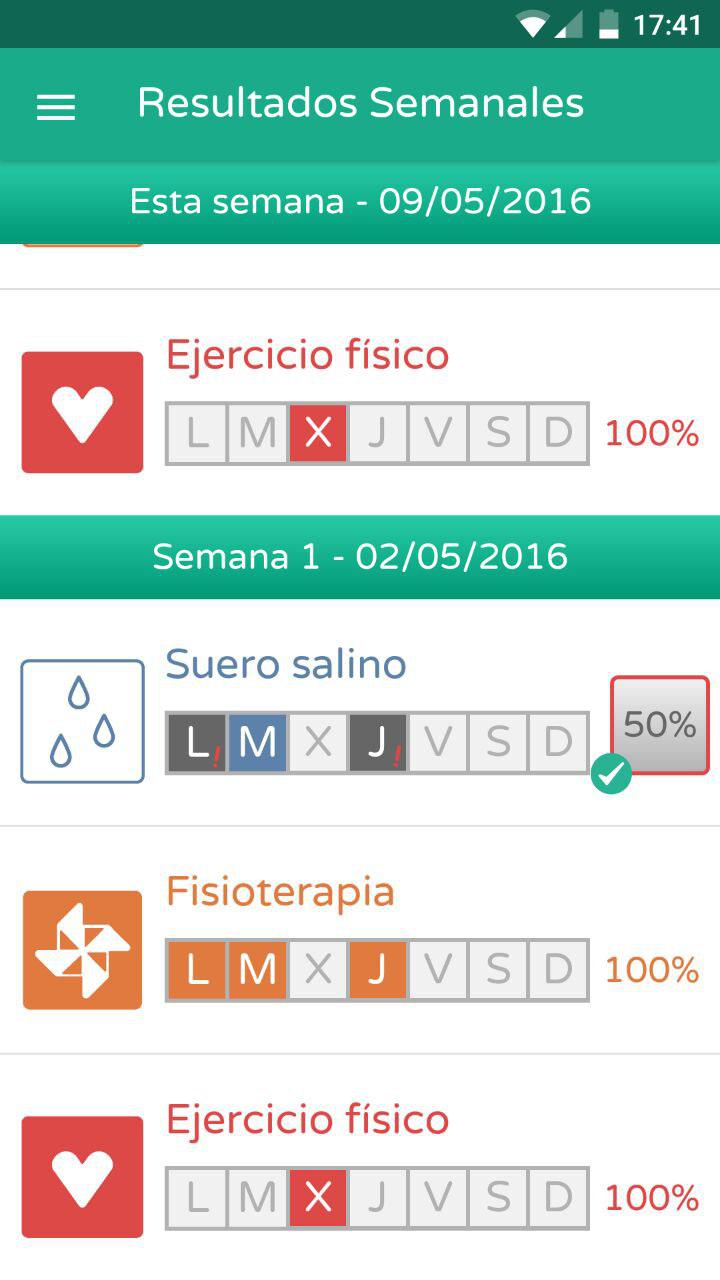 17:41
Resultados Semanales
Esta semana - 09/05/2016
Ejercicio físico
L M X J V S D 100%
Semana 1 - 02/05/2016
Suero salino
L! M X J! V S D 50%
Fisioterapia
L M X J V S D 100%
Ejercicio físico
L M X J V S D 100%